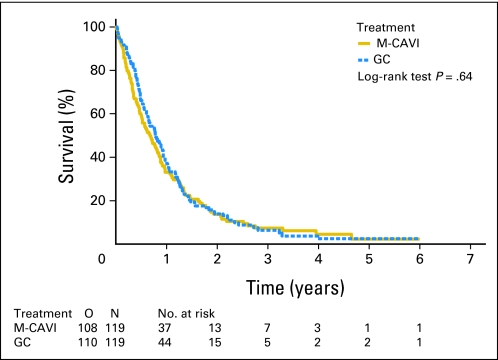 100
80
60
40
20
0
Survival (%)
Treatment
M-CAVI
GC
Log-rank test P = .64
1 2 3 4 5 6 7
Time (years)
Treatment O N No. at risk
M-CAVI 108 119 37 13 7 3 1 1
GC 110 119 44 15 5 2 2 1